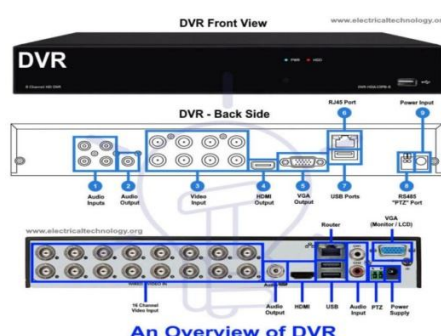 DVR Front View
www.electricaltechnology.org
DVR
PWR
HDD
DVR - Back Side
RJ45 Port
Power Input
6
9
1
2
3
4
5
7
8
Audio Inputs
Audio Output
Video Input
HDMI Output
VGA Output
USB Ports
RS485 "PTZ" Port
www.electricaltechnology.org
Router
VGA (Monitor / LCD)
16 Channel Video Input
Audio Output
HDMI
USB
Audio Input
PTZ
Power Supply
An Overview of DVR